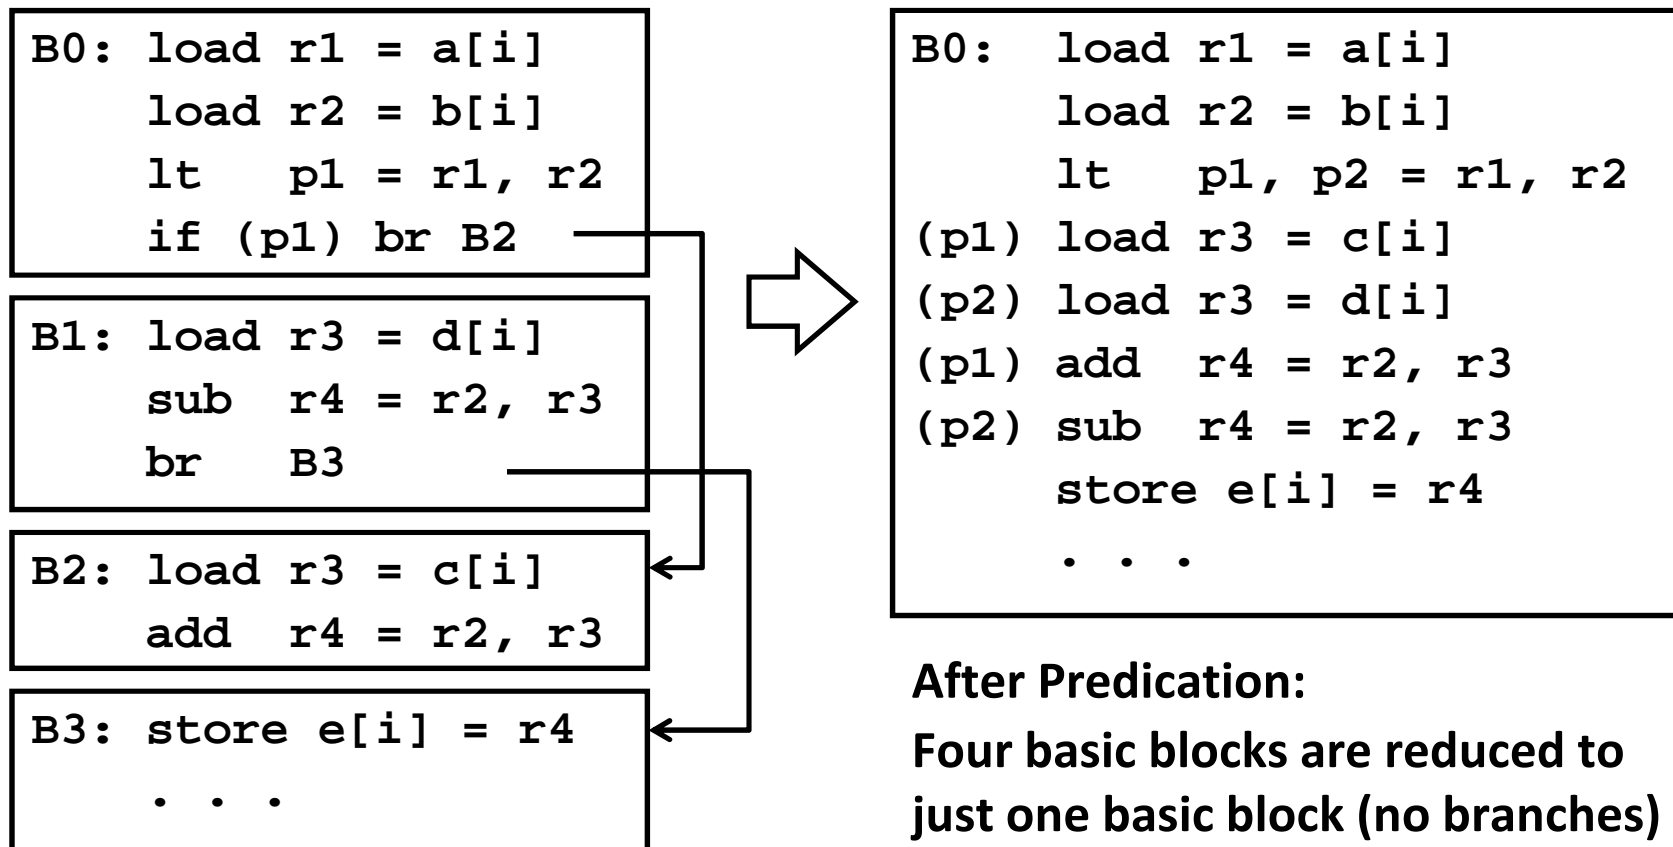 B0: load r1 = a[i]
load r2 = b[i]
lt p1 = r1, r2
if (p1) br B2
B1: load r3 = d[i]
sub r4 = r2, r3
br B3
B2: load r3 = c[i]
add r4 = r2, r3
B3: store e[i] = r4
. . .
B0: load r1 = a[i]
load r2 = b[i]
lt p1, p2 = r1, r2
(p1) load r3 = c[i]
(p2) load r3 = d[i]
(p1) add r4 = r2, r3
(p2) sub r4 = r2, r3
store e[i] = r4
. . .
After Predication:
Four basic blocks are reduced to
just one basic block (no branches)